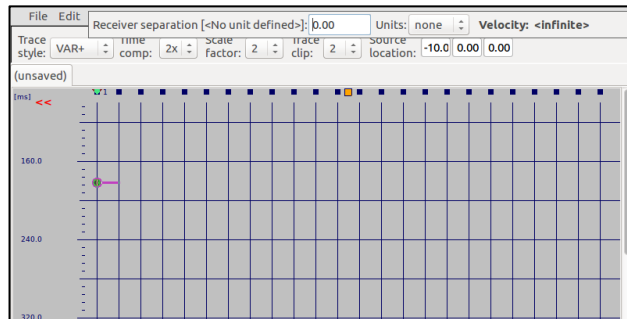 File Edit
Receiver separation [<No unit defined>]: 0.00 Units: none Velocity: <infinite>
Trace style: VAR+ Time comp: 2x Scale factor: 2 Trace clip: 2 Source location: -10.0 0.00 0.00
(unsaved)
[ms] <<
1
160.0
240.0
320.0